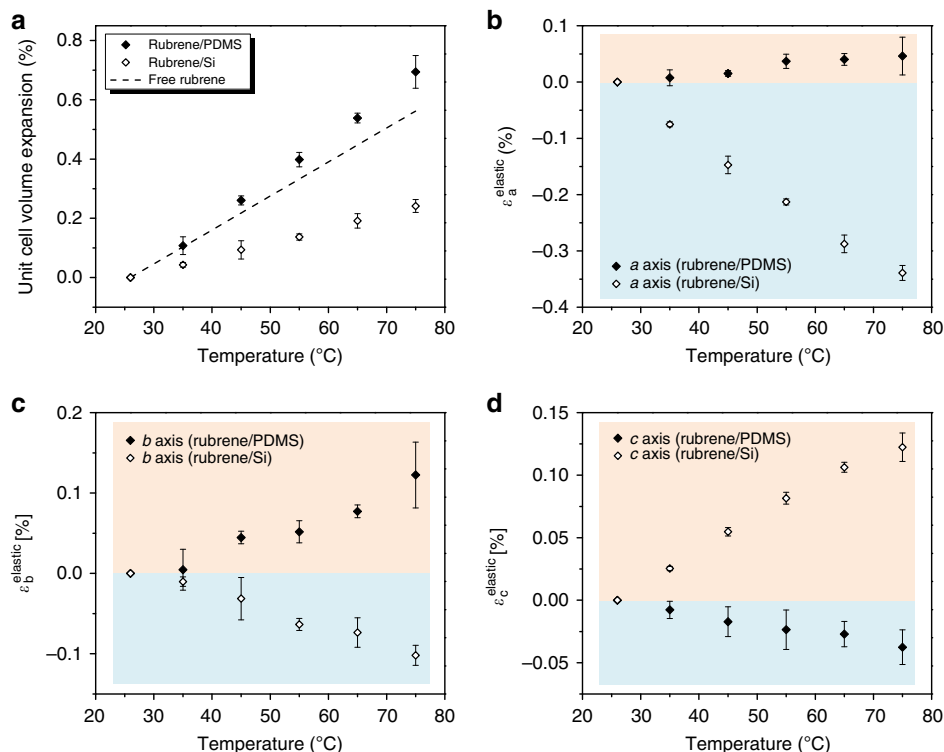 a
0.8
0.6
0.4
0.2
0.0
Unit cell volume expansion (%)
Rubrene/PDMS
Rubrene/Si
Free rubrene
20 30 40 50 60 70 80
Temperature (°C)
b
0.05
0.00
−0.1
−0.2
−0.3
−0.4
εₐᵉˡᵃˢᵗⁱᶜ (%)
a axis (rubrene/PDMS)
a axis (rubrene/Si)
20 30 40 50 60 70 80
Temperature (°C)
c
0.2
0.1
0.0
−0.1
ε_b^elastic [%]
b axis (rubrene/PDMS)
b axis (rubrene/Si)
20 30 40 50 60 70 80
Temperature (°C)
d
0.15
0.10
0.05
0.00
−0.05
ε_c^elastic [%]
c axis (rubrene/PDMS)
c axis (rubrene/Si)
20 30 40 50 60 70 80
Temperature (°C)